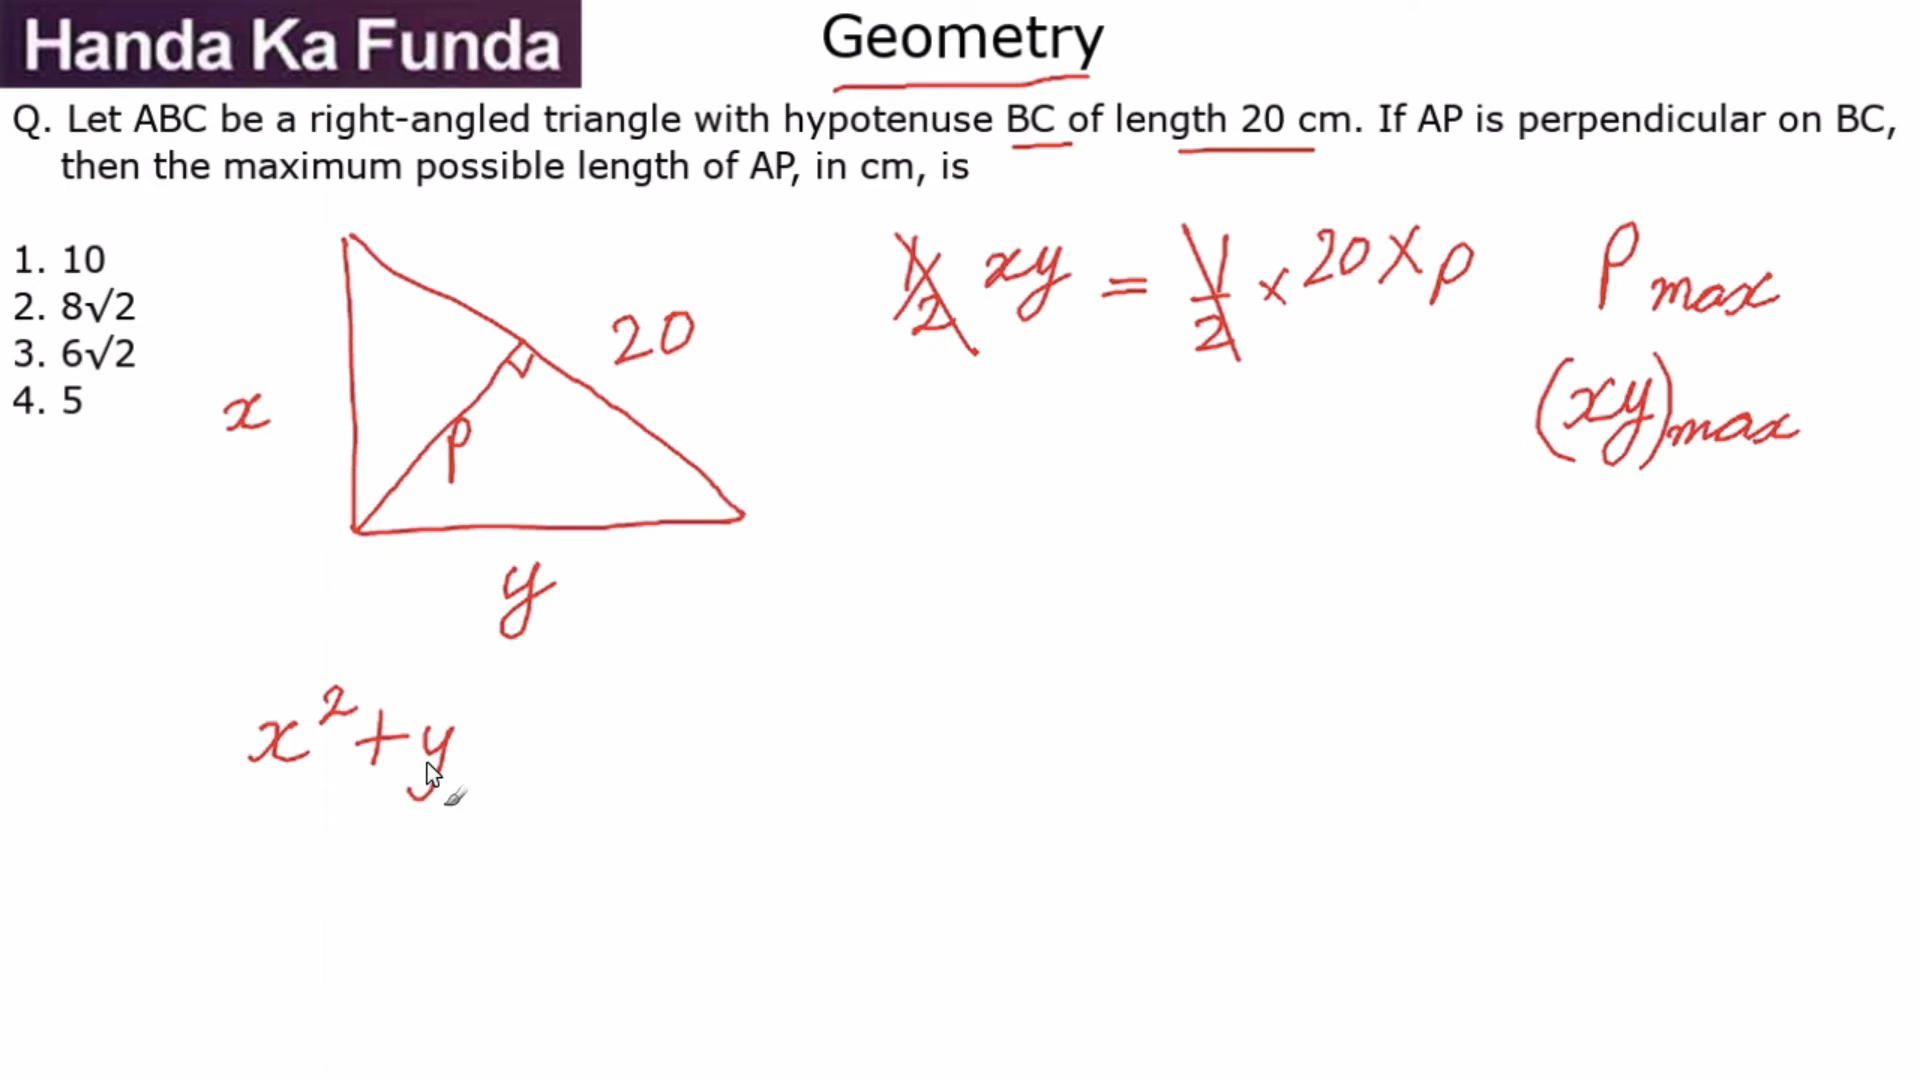 Handa Ka Funda
Geometry
Q. Let ABC be a right-angled triangle with hypotenuse BC of length 20 cm. If AP is perpendicular on BC,
then the maximum possible length of AP, in cm, is
1. 10
2. 8√2
3. 6√2
4. 5
x
20
p
y
1/2 xy = 1/2 × 20 × p
P max
(xy)max
x² + y